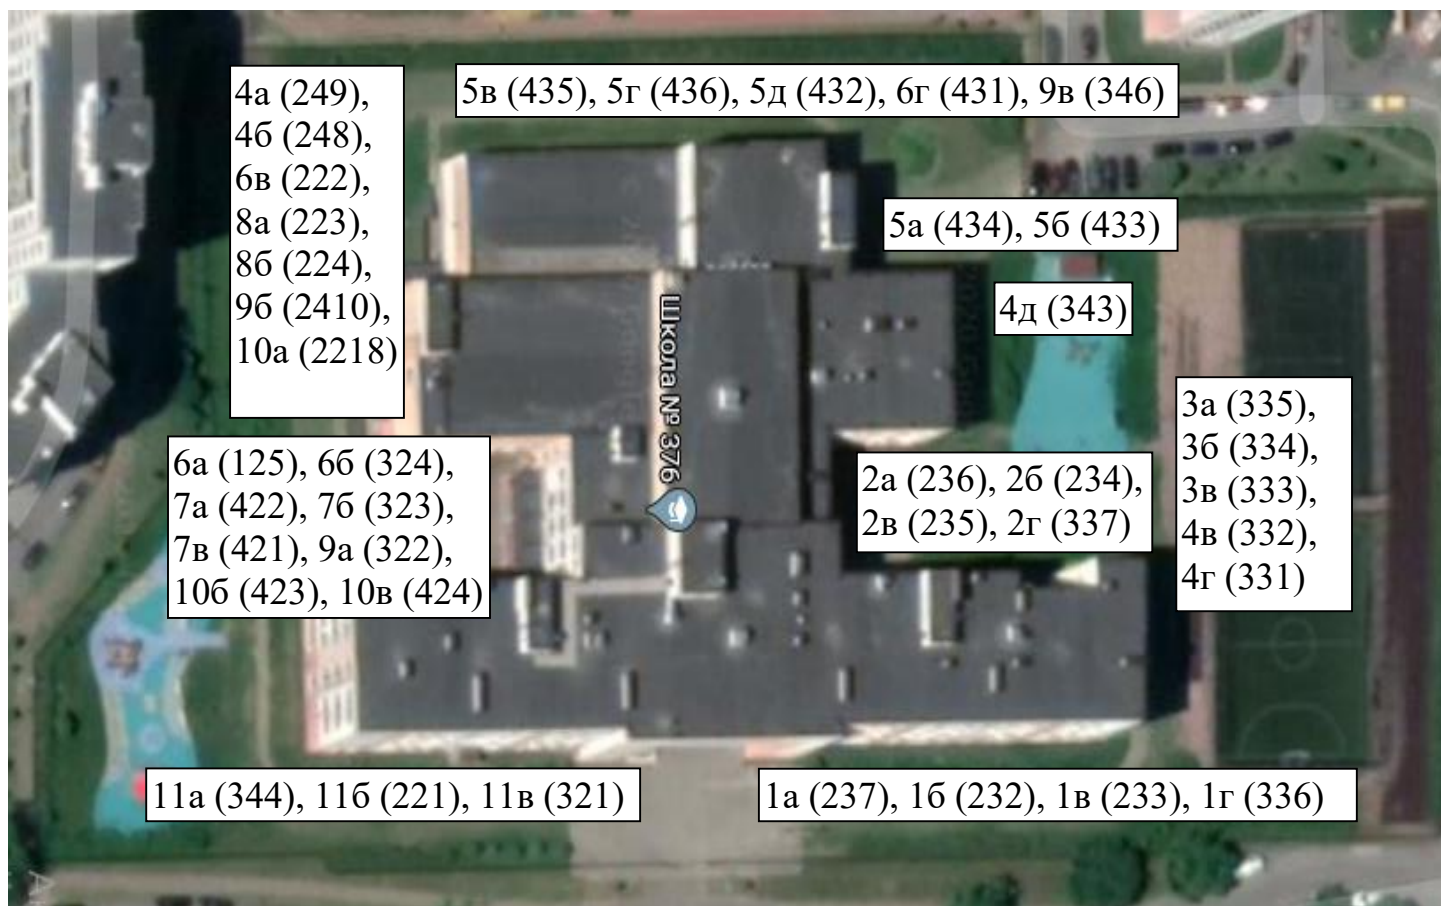 4а (249),
4б (248),
6в (222),
8а (223),
8б (224),
9б (2410),
10а (2218)
5в (435), 5г (436), 5д (432), 6г (431), 9в (346)
5а (434), 5б (433)
4д (343)
3а (335),
3б (334),
3в (333),
4в (332),
4г (331)
6а (125), 6б (324),
7а (422), 7б (323),
7в (421), 9а (322),
10б (423), 10в (424)
Школа № 376
2а (236), 2б (234),
2в (235), 2г (337)
11а (344), 11б (221), 11в (321)
1а (237), 1б (232), 1в (233), 1г (336)